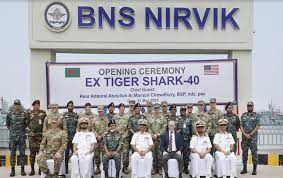 BNS NIRVIK
OPENING CEREMONY
EX TIGER SHARK-40
Chief Guest
Rear Admiral Abdullah Al Mamun Chowdhury, BSP, ndc, psc